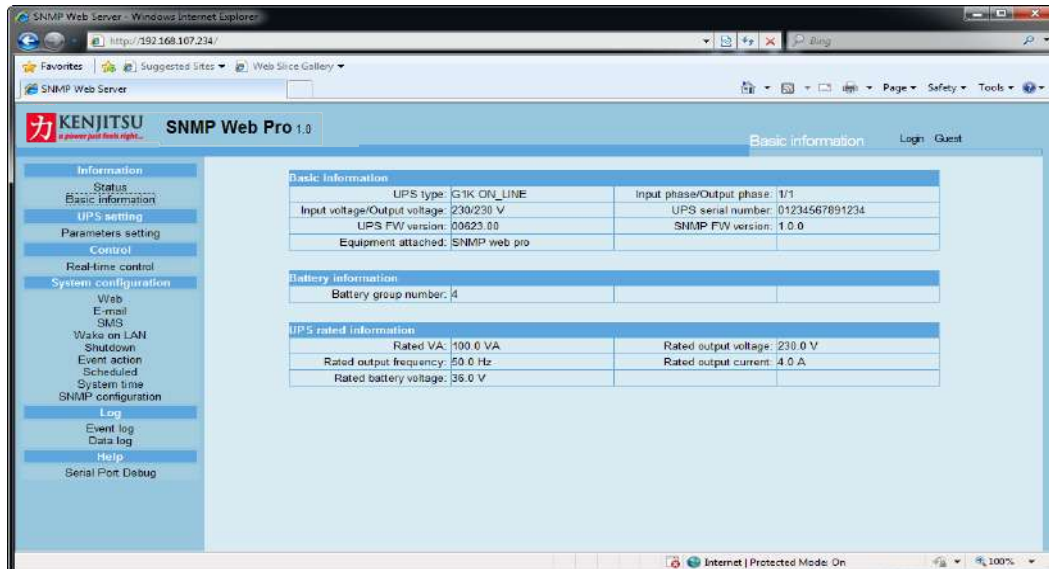 SNMP Web Server - Windows Internet Explorer
http://192.168.107.234/
Bing
Favorites Suggested Sites Web Slice Gallery
SNMP Web Server
Page Safety Tools
力 KENJITSU
a power just feels right...
SNMP Web Pro 1.0
Basic information
Login Guest
Information
Status
Basic information
UPS setting
Parameters setting
Control
Real-time control
System configuration
Web
E-mail
SMS
Wake on LAN
Shutdown
Event action
Scheduled
System time
SNMP configuration
Log
Event log
Data log
Help
Serial Port Debug
Basic information
UPS type: G1K ON_LINE Input phase/Output phase: 1/1
Input voltage/Output voltage: 230/230 V UPS serial number: 01234567891234
UPS FW version: 00623.00 SNMP FW version: 1.0.0
Equipment attached: SNMP web pro
Battery information
Battery group number: 4
UPS rated information
Rated VA: 100.0 VA Rated output voltage: 230.0 V
Rated output frequency: 50.0 Hz Rated output current: 4.0 A
Rated battery voltage: 36.0 V
Internet | Protected Mode: On
100%